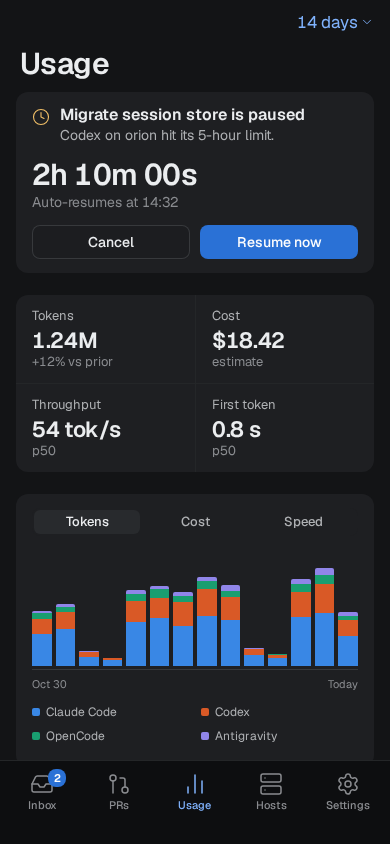 14 days
Usage
Migrate session store is paused
Codex on orion hit its 5-hour limit.
2h 10m 00s
Auto-resumes at 14:32
Cancel
Resume now
Tokens
1.24M
+12% vs prior
Cost
$18.42
estimate
Throughput
54 tok/s
p50
First token
0.8 s
p50
Tokens
Cost
Speed
Oct 30
Today
Claude Code
Codex
OpenCode
Antigravity
2
Inbox
PRs
Usage
Hosts
Settings